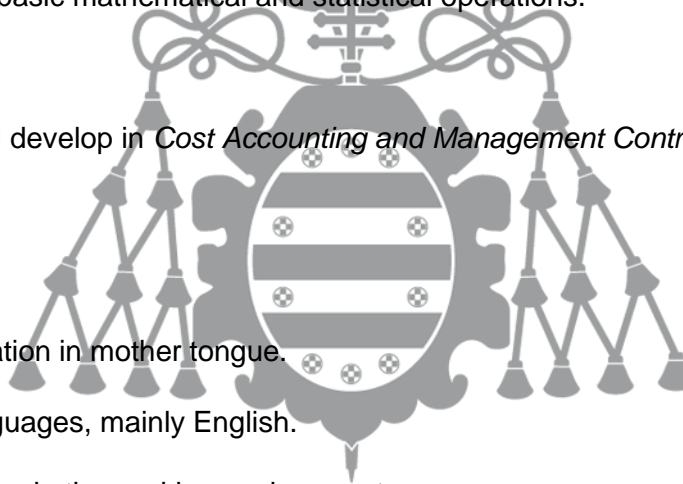 basic mathematical and statistical operations.
develop in Cost Accounting and Management Contr
ation in mother tongue.
guages, mainly English.